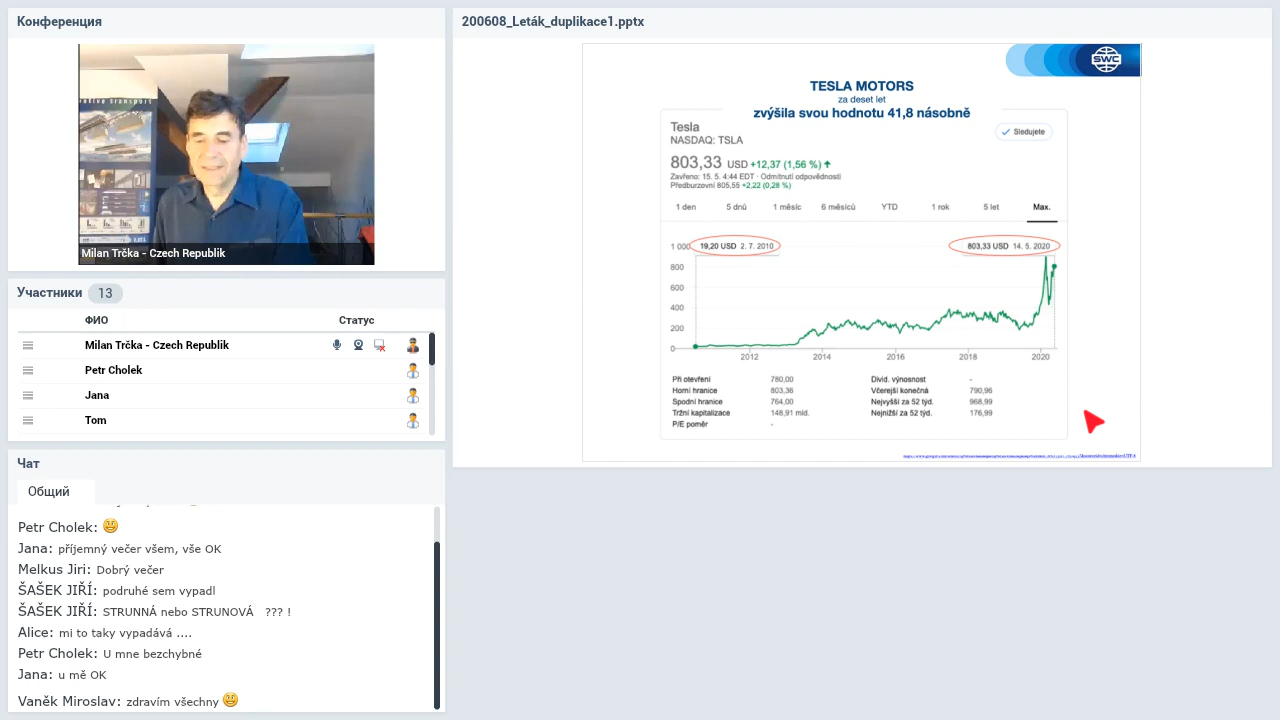 Конференция
Milan Trčka - Czech Republik
Участники 13
ФИО Статус
Milan Trčka - Czech Republik
Petr Cholek
Jana
Tom
Чат
Общий
Petr Cholek:
Jana: příjemný večer všem, vše OK
Melkus Jiri: Dobrý večer
ŠAŠEK JIŘÍ: podruhé sem vypadl
ŠAŠEK JIŘÍ: STRUNNÁ nebo STRUNOVÁ ??? !
Alice: mi to taky vypadává ....
Petr Cholek: U mne bezchybné
Jana: u mě OK
Vaněk Miroslav: zdravím všechny
200608_Leták_duplikace1.pptx
SWC
TESLA MOTORS
za deset let
zvýšila svou hodnotu 41,8 násobně
Tesla
NASDAQ: TSLA
Sledujete
803,33 USD +12,37 (1,56 %)
Zavřeno: 15. 5. 4:44 EDT · Odmítnutí odpovědnosti
Předburzovní 805,55 +2,22 (0,28 %)
1 den 5 dnů 1 měsíc 6 měsíců YTD 1 rok 5 let Max.
1 000 19,20 USD 2. 7. 2010 803,33 USD 14. 5. 2020
800
600
400
200
0
2012 2014 2016 2018 2020
Při otevření 780,00 Divid. výnosnost -
Horní hranice 803,36 Včerejší konečná 790,96
Spodní hranice 764,00 Nejvyšší za 52 týd. 968,99
Tržní kapitalizace 148,91 mld. Nejnižší za 52 týd. 176,99
P/E poměr -